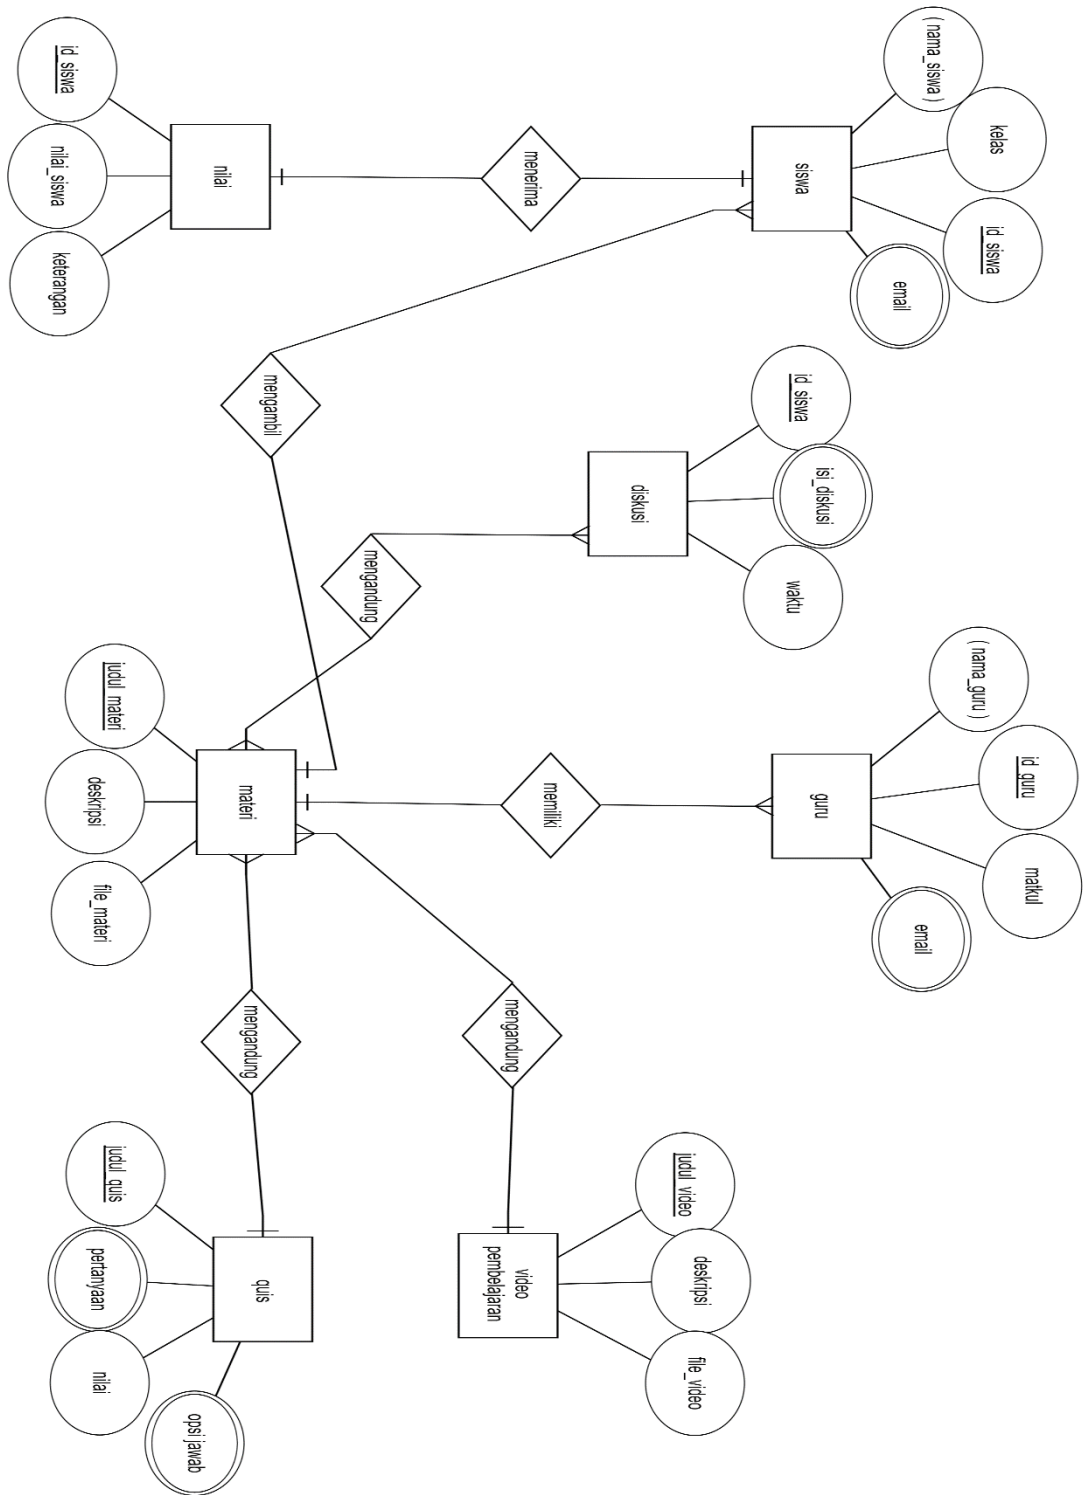 ( nama_siswa )
kelas
id_siswa
email
siswa
menerima
nilai
id_siswa
nilai_siswa
keterangan
mengambil
id_siswa
isi_diskusi
waktu
diskusi
mengandung
( nama_guru )
id_guru
matkul
email
guru
memiliki
materi
judul_materi
deskripsi
file_materi
mengandung
mengandung
judul_video
deskripsi
file_video
video
pembelajaran
quis
judul_quis
pertanyaan
nilai
opsi jawab